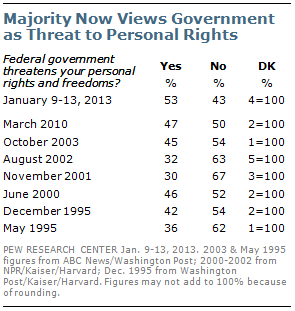 Majority Now Views Government
as Threat to Personal Rights
Federal government
threatens your personal Yes No DK
rights and freedoms? % % %
January 9-13, 2013 53 43 4=100
March 2010 47 50 2=100
October 2003 45 54 1=100
August 2002 32 63 5=100
November 2001 30 67 3=100
June 2000 46 52 2=100
December 1995 42 54 2=100
May 1995 36 62 1=100
PEW RESEARCH CENTER Jan. 9-13, 2013. 2003 & May 1995
figures from ABC News/Washington Post; 2000-2002 from
NPR/Kaiser/Harvard; Dec. 1995 from Washington
Post/Kaiser/Harvard. Figures may not add to 100% because
of rounding.